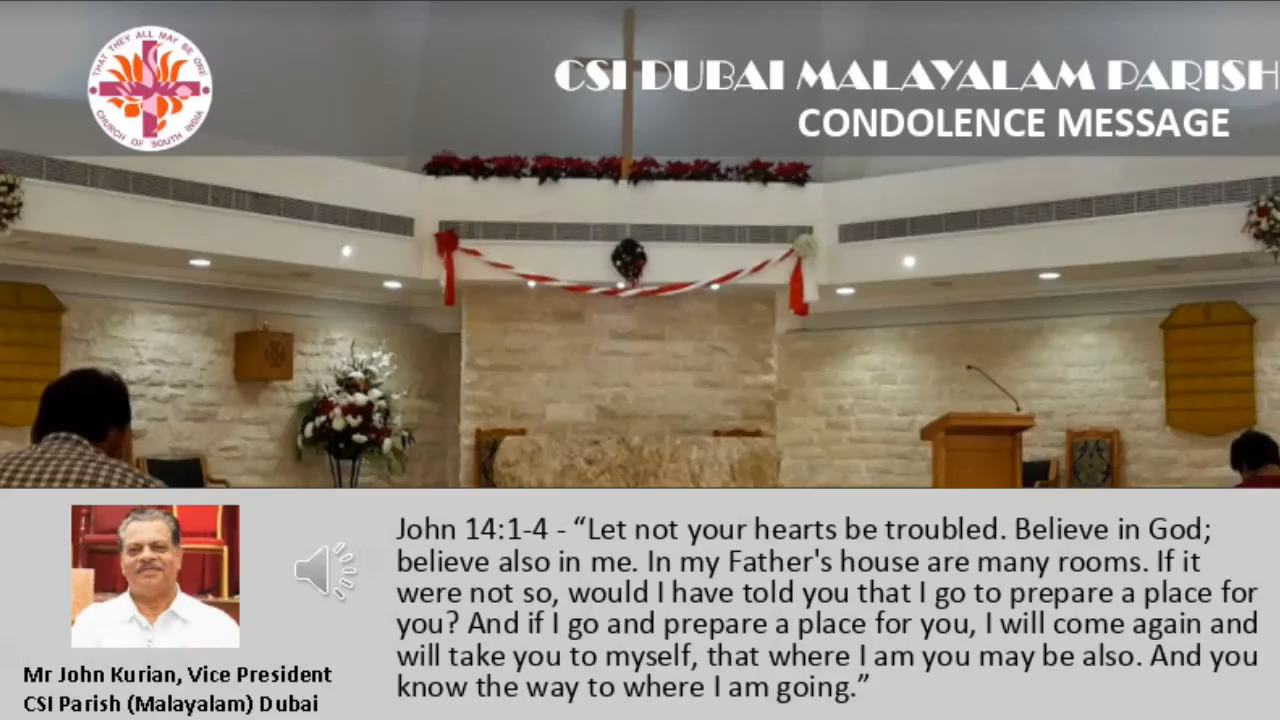 THAT THEY ALL MAY BE ONE
CHURCH OF SOUTH INDIA
CSI DUBAI MALAYALAM PARISH
CONDOLENCE MESSAGE
John 14:1-4 - “Let not your hearts be troubled. Believe in God;
believe also in me. In my Father's house are many rooms. If it
were not so, would I have told you that I go to prepare a place for
you? And if I go and prepare a place for you, I will come again and
will take you to myself, that where I am you may be also. And you
know the way to where I am going.”
Mr John Kurian, Vice President
CSI Parish (Malayalam) Dubai